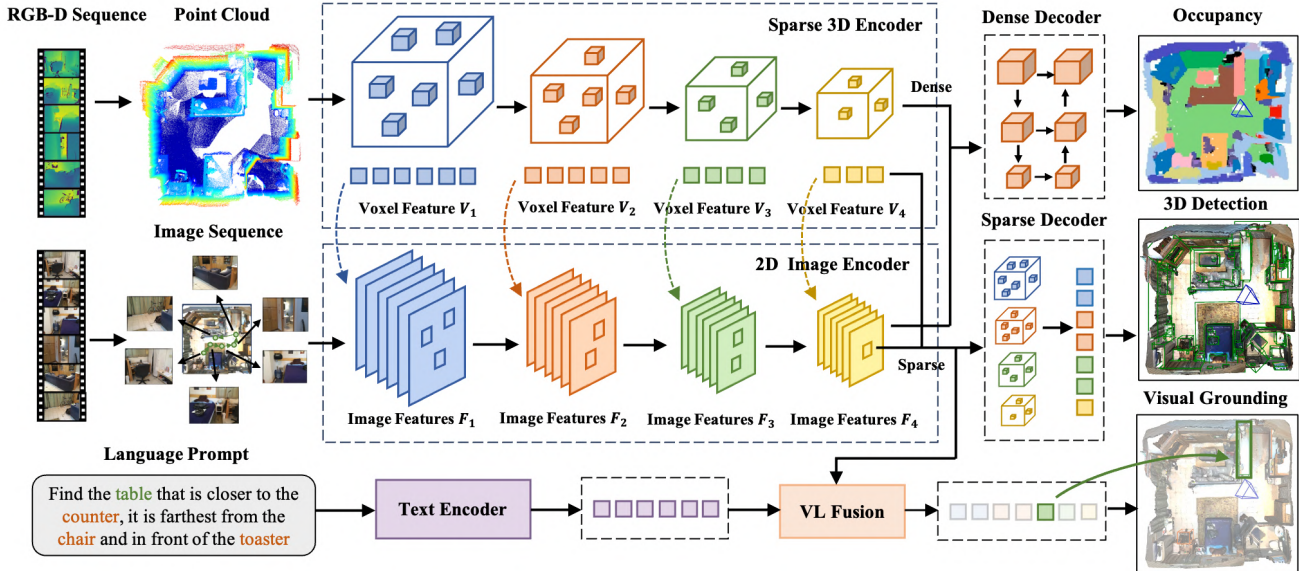 RGB-D Sequence
Point Cloud
Sparse 3D Encoder
Dense Decoder
Occupancy
Dense
Voxel Feature V₁
Voxel Feature V₂
Voxel Feature V₃
Voxel Feature V₄
Image Sequence
2D Image Encoder
Sparse Decoder
3D Detection
Sparse
Image Features F₁
Image Features F₂
Image Features F₃
Image Features F₄
Visual Grounding
Language Prompt
Find the table that is closer to the
counter, it is farthest from the
chair and in front of the toaster
Text Encoder
VL Fusion